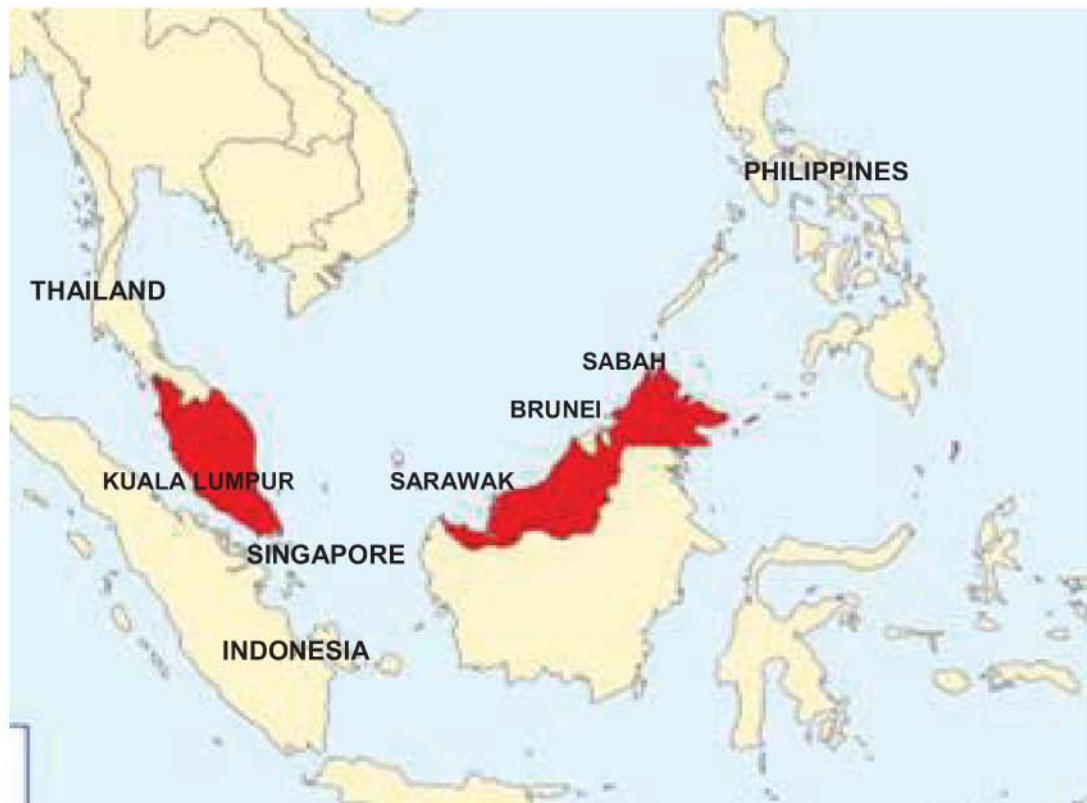 PHILIPPINES
THAILAND
SABAH
BRUNEI
KUALA LUMPUR
SARAWAK
SINGAPORE
INDONESIA